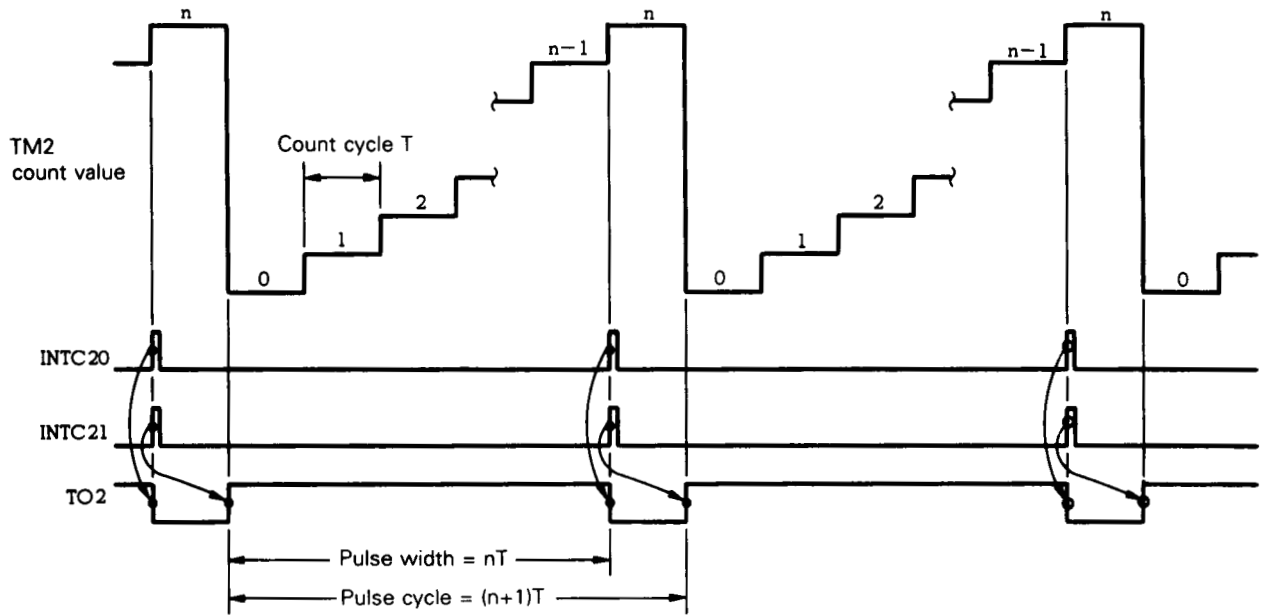 n
n
n
n-1
n-1
TM2
count value
Count cycle T
2
2
1
1
0
0
0
INTC20
INTC21
TO2
Pulse width = nT
Pulse cycle = (n+1)T